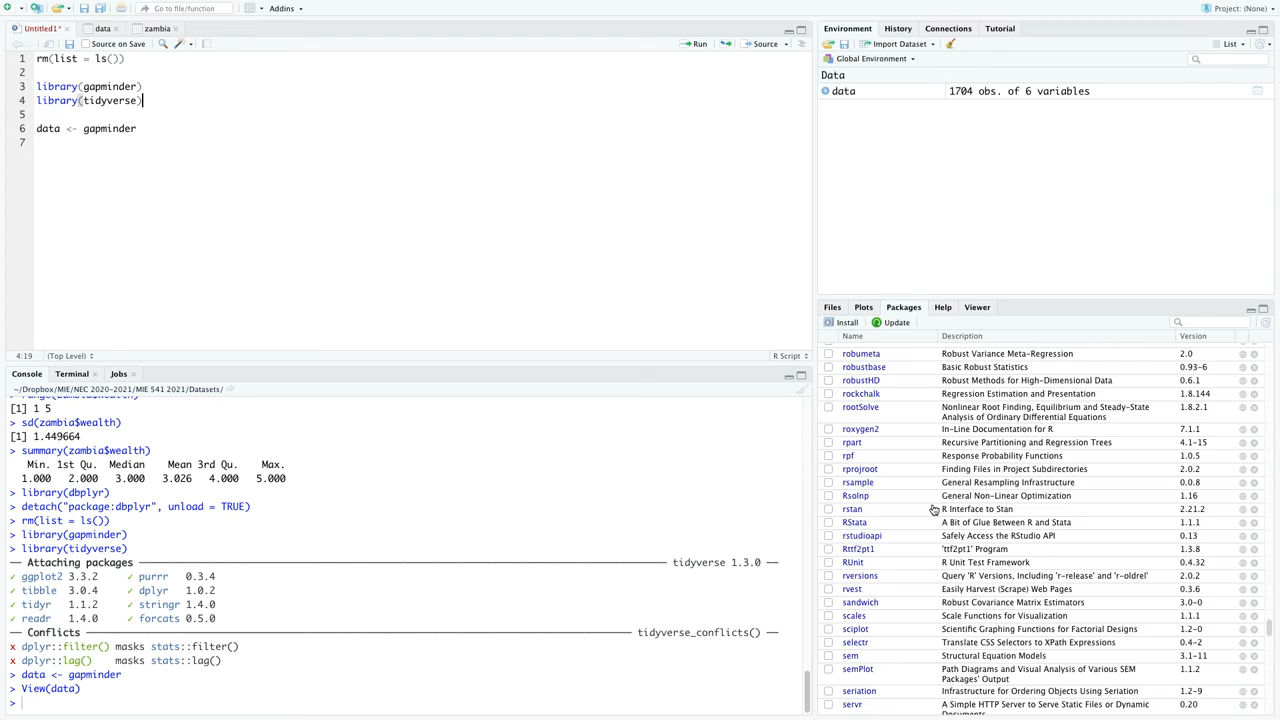 Go to file/function
Addins
Project: (None)
Untitled1*
data
zambia
Source on Save
Run
Source
1 rm(list = ls())
2
3 library(gapminder)
4 library(tidyverse)
5
6 data <- gapminder
7
4:19
(Top Level)
R Script
Console
Terminal
Jobs
~/Dropbox/MIE/NEC 2020-2021/MIE 541 2021/Datasets/
[1] 1 5
> sd(zambia$wealth)
[1] 1.449664
> summary(zambia$wealth)
Min. 1st Qu. Median Mean 3rd Qu. Max.
1.000 2.000 3.000 3.026 4.000 5.000
> library(dbplyr)
> detach("package:dbplyr", unload = TRUE)
> rm(list = ls())
> library(gapminder)
> library(tidyverse)
── Attaching packages ── tidyverse 1.3.0 ──
✓ ggplot2 3.3.2 ✓ purrr 0.3.4
✓ tibble 3.0.4 ✓ dplyr 1.0.2
✓ tidyr 1.1.2 ✓ stringr 1.4.0
✓ readr 1.4.0 ✓ forcats 0.5.0
── Conflicts ── tidyverse_conflicts() ──
x dplyr::filter() masks stats::filter()
x dplyr::lag() masks stats::lag()
> data <- gapminder
> View(data)
>
Environment
History
Connections
Tutorial
Import Dataset
List
Global Environment
Data
data 1704 obs. of 6 variables
Files
Plots
Packages
Help
Viewer
Install
Update
Name Description Version
robumeta Robust Variance Meta-Regression 2.0
robustbase Basic Robust Statistics 0.93-6
robustHD Robust Methods for High-Dimensional Data 0.6.1
rockchalk Regression Estimation and Presentation 1.8.144
rootSolve Nonlinear Root Finding, Equilibrium and Steady-State 1.8.2.1
Analysis of Ordinary Differential Equations
roxygen2 In-Line Documentation for R 7.1.1
rpart Recursive Partitioning and Regression Trees 4.1-15
rpf Response Probability Functions 1.0.5
rprojroot Finding Files in Project Subdirectories 2.0.2
rsample General Resampling Infrastructure 0.0.8
Rsolnp General Non-Linear Optimization 1.16
rstan R Interface to Stan 2.21.2
RStata A Bit of Glue Between R and Stata 1.1.1
rstudioapi Safely Access the RStudio API 0.13
Rttf2pt1 'ttf2pt1' Program 1.3.8
RUnit R Unit Test Framework 0.4.32
rversions Query 'R' Versions, Including 'r-release' and 'r-oldrel' 2.0.2
rvest Easily Harvest (Scrape) Web Pages 0.3.6
sandwich Robust Covariance Matrix Estimators 3.0-0
scales Scale Functions for Visualization 1.1.1
sciplot Scientific Graphing Functions for Factorial Designs 1.2-0
selectr Translate CSS Selectors to XPath Expressions 0.4-2
sem Structural Equation Models 3.1-11
semPlot Path Diagrams and Visual Analysis of Various SEM 1.1.2
Packages' Output
seriation Infrastructure for Ordering Objects Using Seriation 1.2-9
servr A Simple HTTP Server to Serve Static Files or Dynamic 0.20